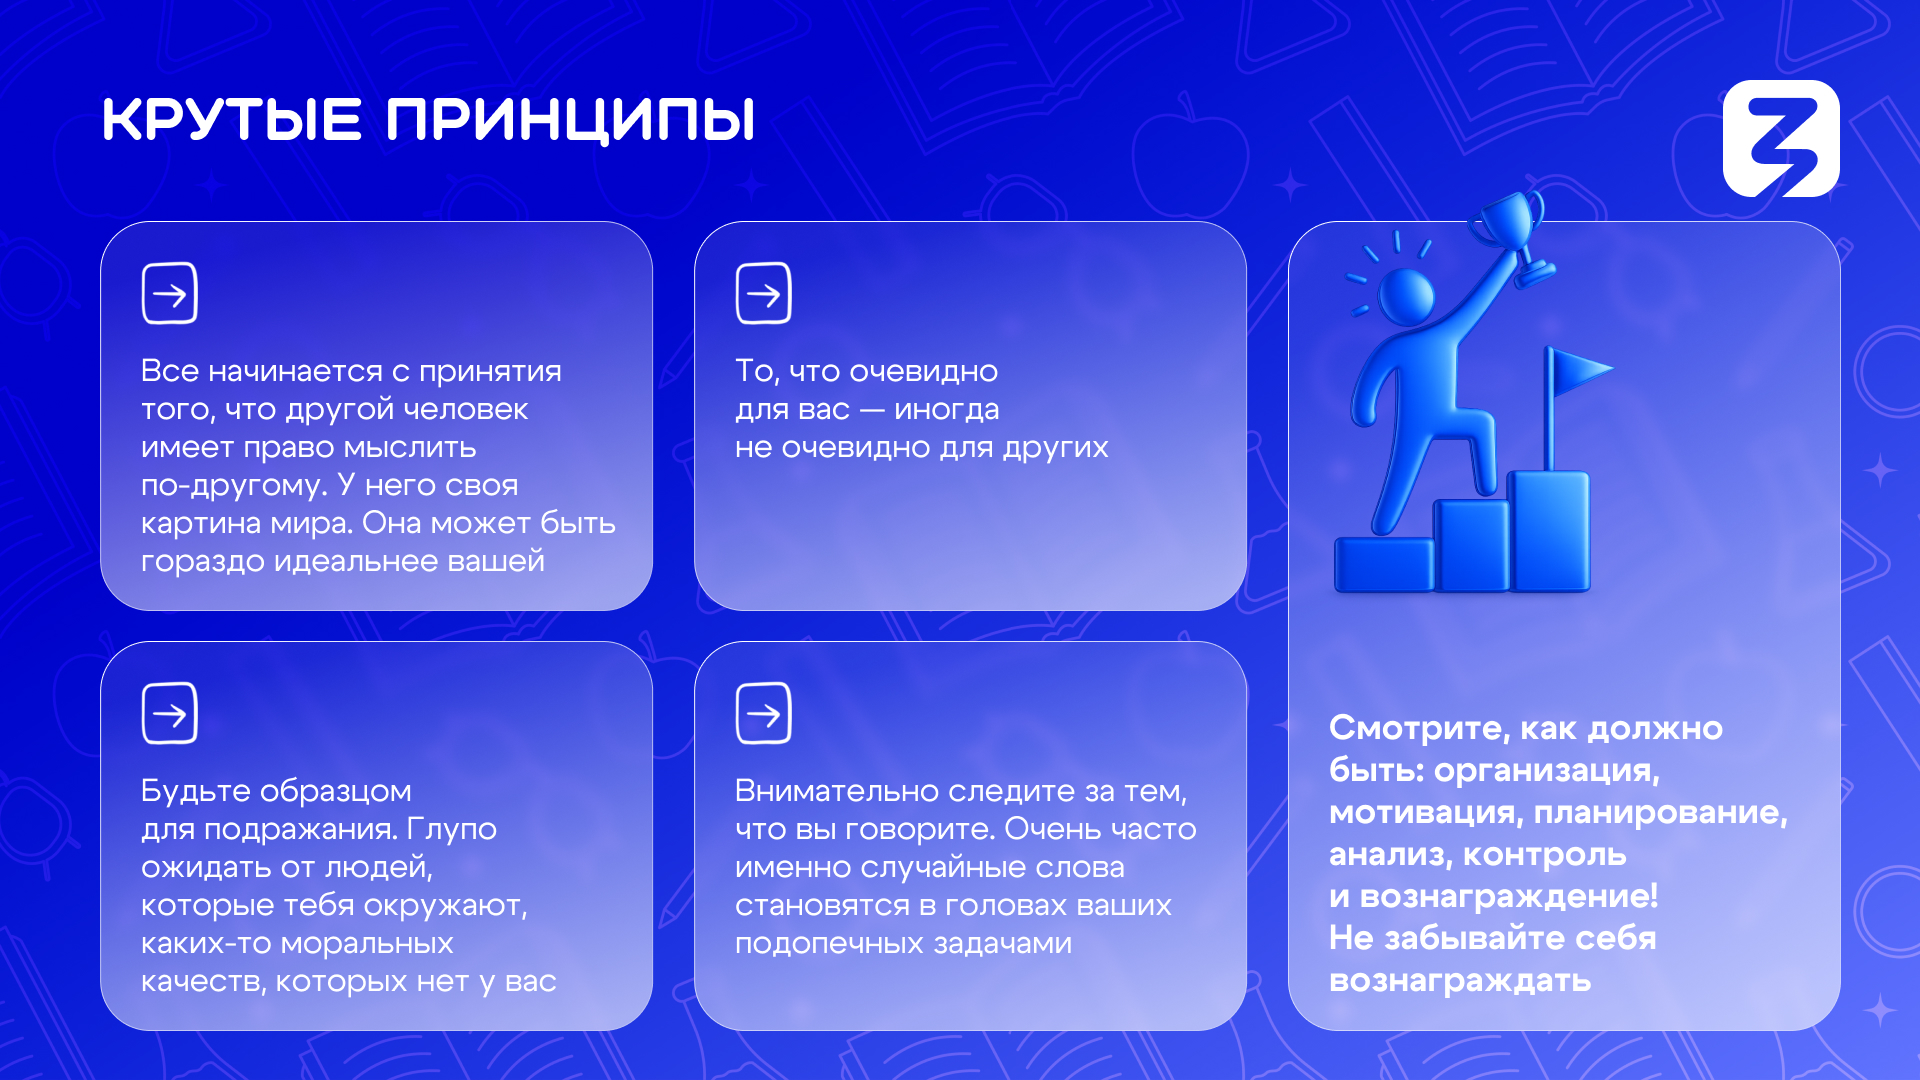 КРУТЫЕ ПРИНЦИПЫ
Все начинается с принятия
того, что другой человек
имеет право мыслить
по-другому. У него своя
картина мира. Она может быть
гораздо идеальнее вашей
То, что очевидно
для вас — иногда
не очевидно для других
Будьте образцом
для подражания. Глупо
ожидать от людей,
которые тебя окружают,
каких-то моральных
качеств, которых нет у вас
Внимательно следите за тем,
что вы говорите. Очень часто
именно случайные слова
становятся в головах ваших
подопечных задачами
Смотрите, как должно
быть: организация,
мотивация, планирование,
анализ, контроль
и вознаграждение!
Не забывайте себя
вознаграждать